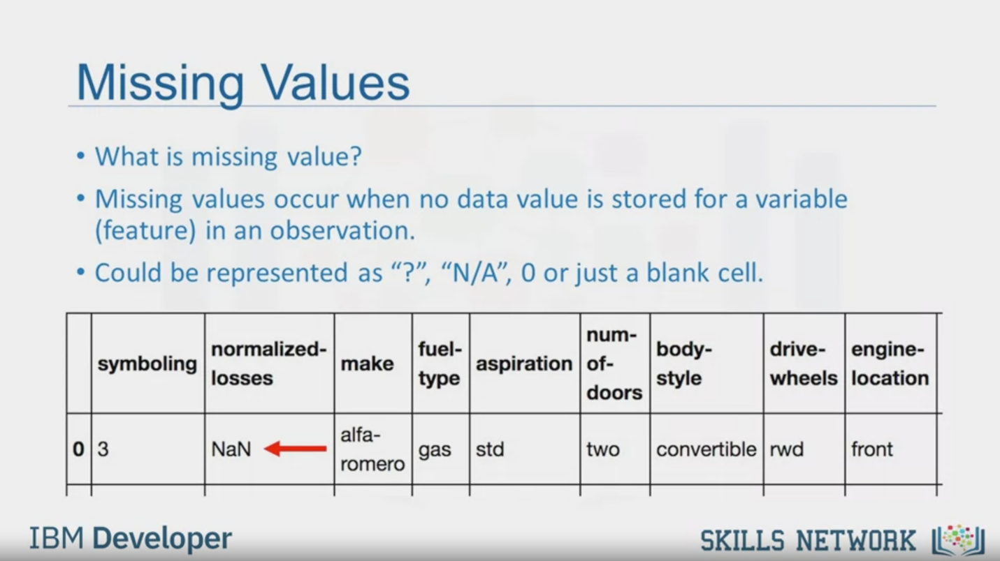 Missing Values
• What is missing value?
• Missing values occur when no data value is stored for a variable
(feature) in an observation.
• Could be represented as “?”, “N/A”, 0 or just a blank cell.
symboling normalized-losses make fuel-type aspiration num-of-doors body-style drive-wheels engine-location
0 3 NaN alfa-romero gas std two convertible rwd front
IBM Developer
SKILLS NETWORK